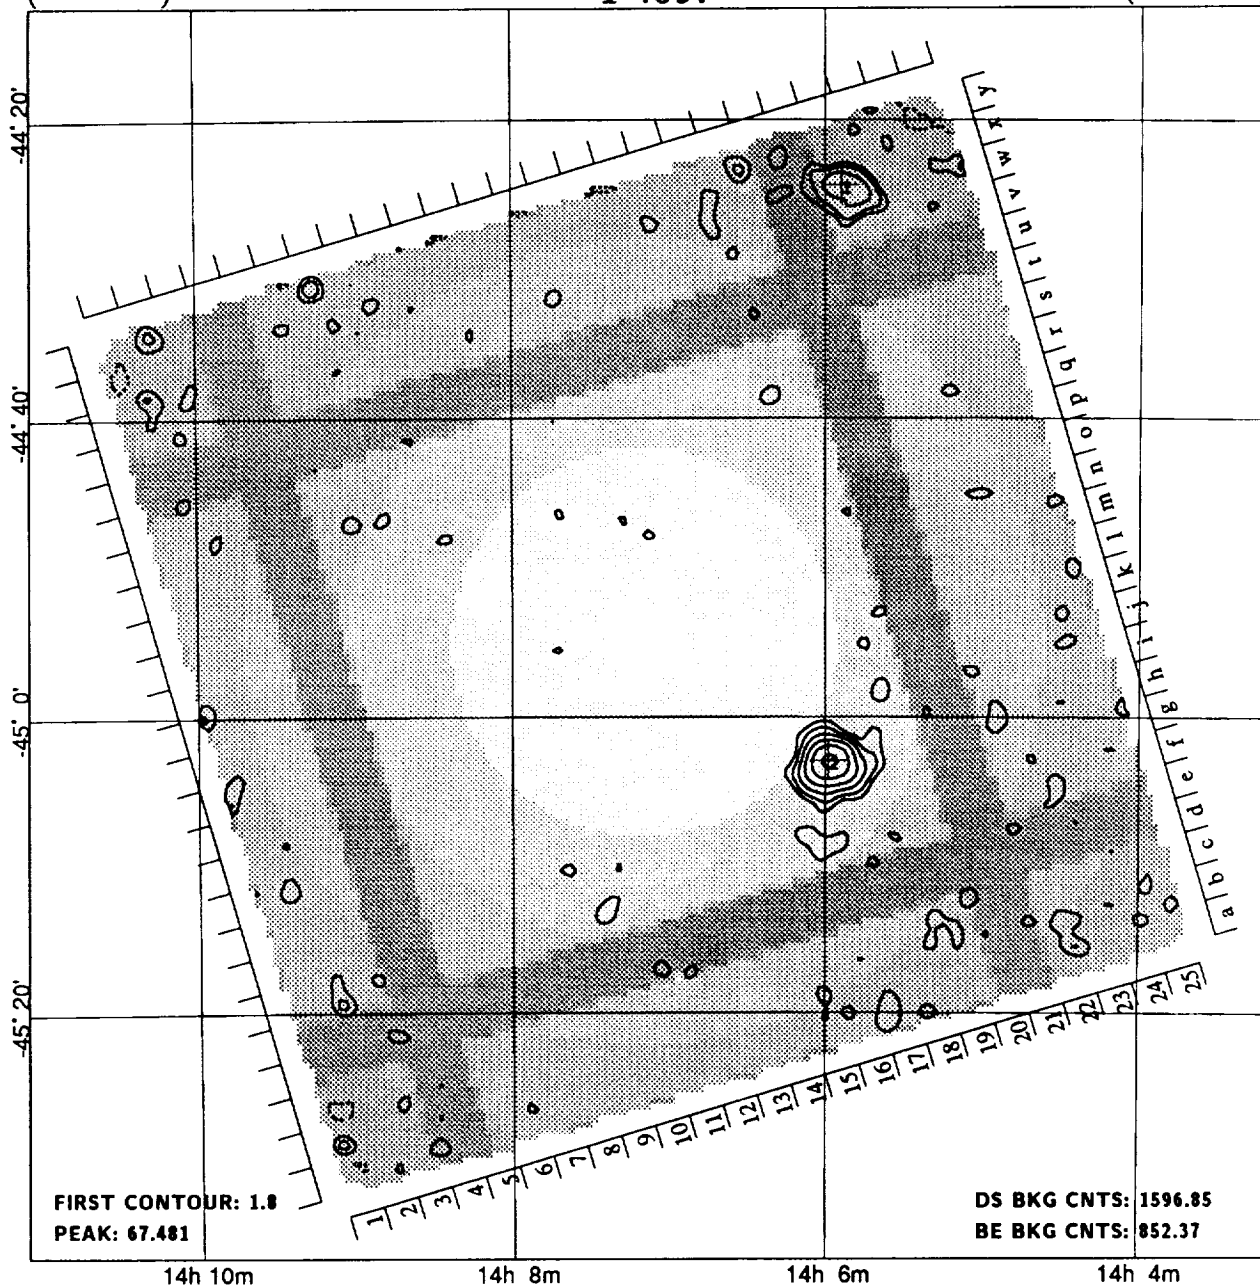 -44° 20'
-44° 40'
-45° 0'
-45° 20'
a|b|c|d|e|f|g|h|i|j|k|l|m|n|o|p|q|r|s|t|u|v|w|x|y
2
1 2 3 4 5 6 7 8 9 10 11 12 13 14 15 16 17 18 19 20 21 22 23 24 25
FIRST CONTOUR: 1.8
PEAK: 67.481
DS BKG CNTS: 1596.85
BE BKG CNTS: 852.37
14h 10m
14h 8m
14h 6m
14h 4m